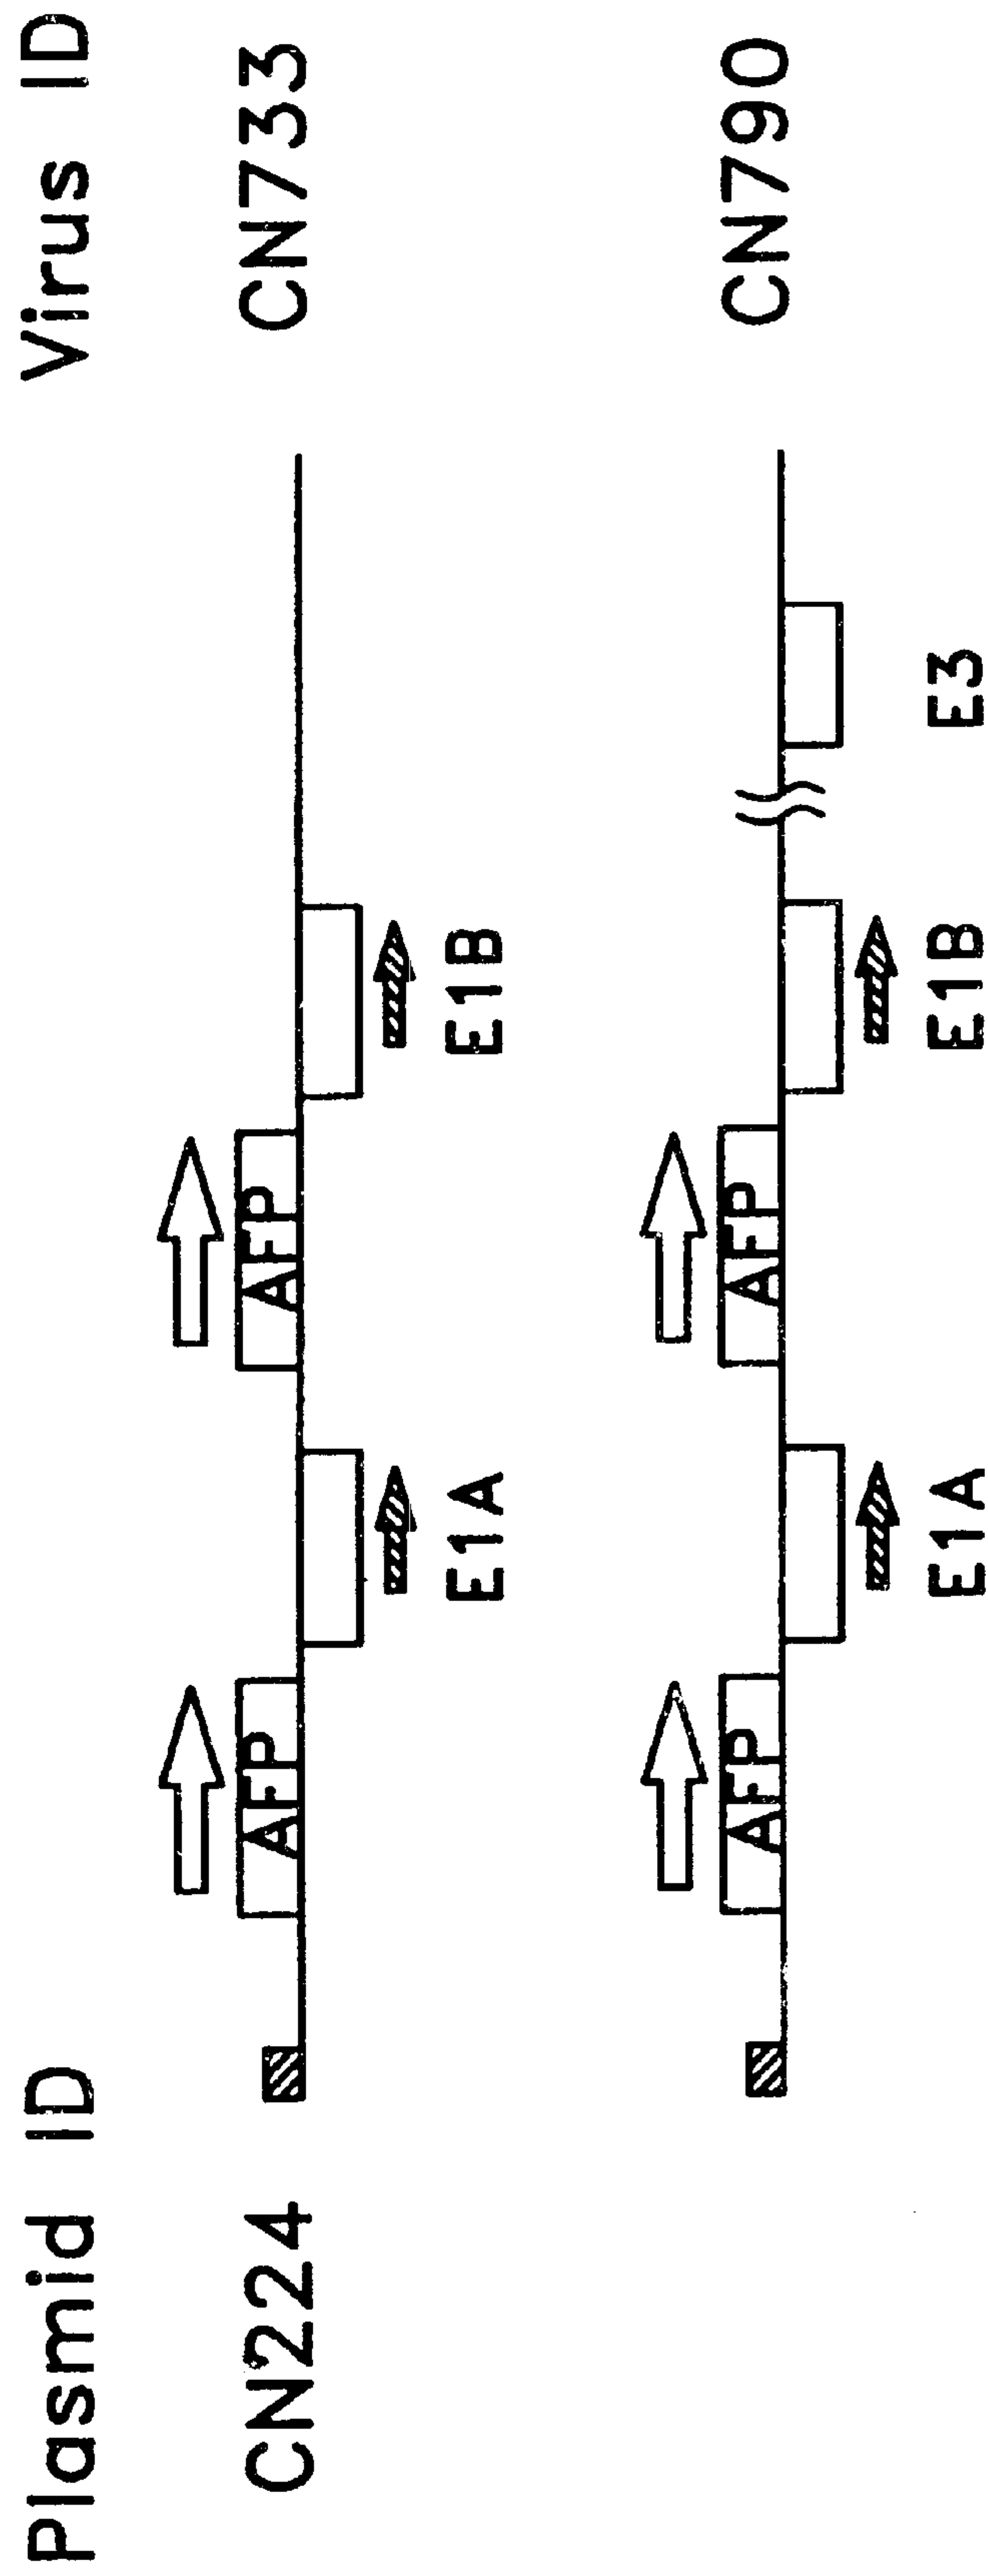 Plasmid ID Virus ID
CN224 AFP AFP CN733
E1A E1B
AFP AFP CN790
E1A E1B E3